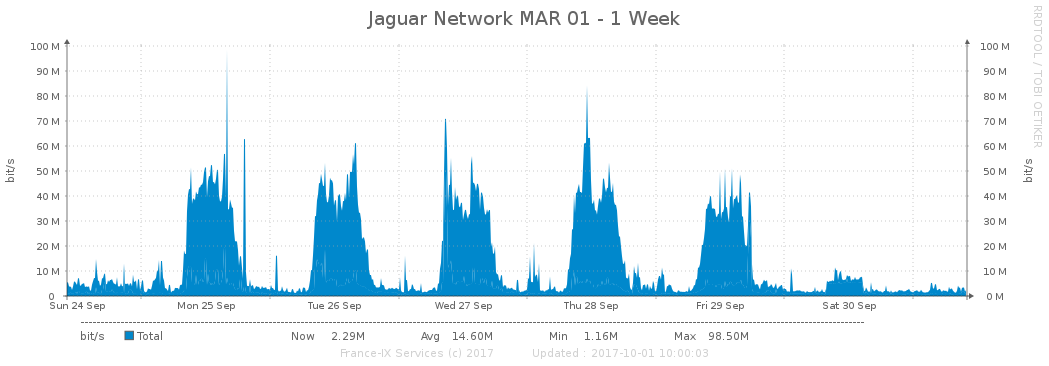 Jaguar Network MAR 01 - 1 Week
RRDTOOL / TOBI OETIKER
100 M 100 M
90 M 90 M
80 M 80 M
70 M 70 M
60 M 60 M
50 M 50 M
40 M 40 M
30 M 30 M
20 M 20 M
10 M 10 M
0 0 M
bit/s bit/s
Sun 24 Sep Mon 25 Sep Tue 26 Sep Wed 27 Sep Thu 28 Sep Fri 29 Sep Sat 30 Sep
bit/s Total Now 2.29M Avg 14.60M Min 1.16M Max 98.50M
France-IX Services (c) 2017 Updated : 2017-10-01 10:00:03